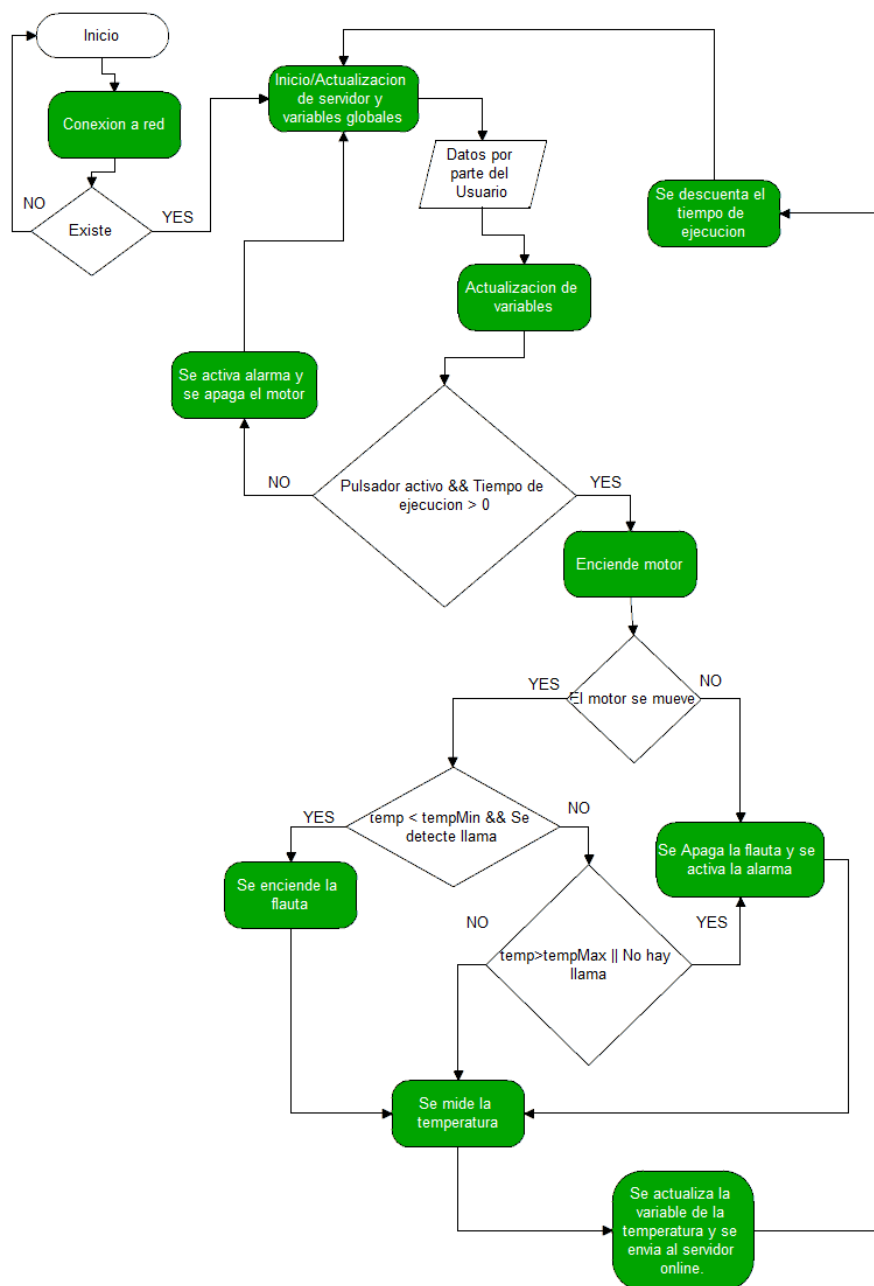 Inicio
Conexion a red
NO
Existe
YES
Inicio/Actualizacion
de servidor y
variables globales
Datos por
parte del
Usuario
Se descuenta el
tiempo de
ejecucion
Actualizacion de
variables
Se activa alarma y
se apaga el motor
NO
Pulsador activo && Tiempo de
ejecucion > 0
YES
Enciende motor
YES
El motor se mueve
NO
YES
temp < tempMin && Se
detecte llama
NO
Se enciende la
flauta
Se Apaga la flauta y se
activa la alarma
NO
temp>tempMax || No hay
llama
YES
Se mide la
temperatura
Se actualiza la
variable de la
temperatura y se
envia al servidor
online.